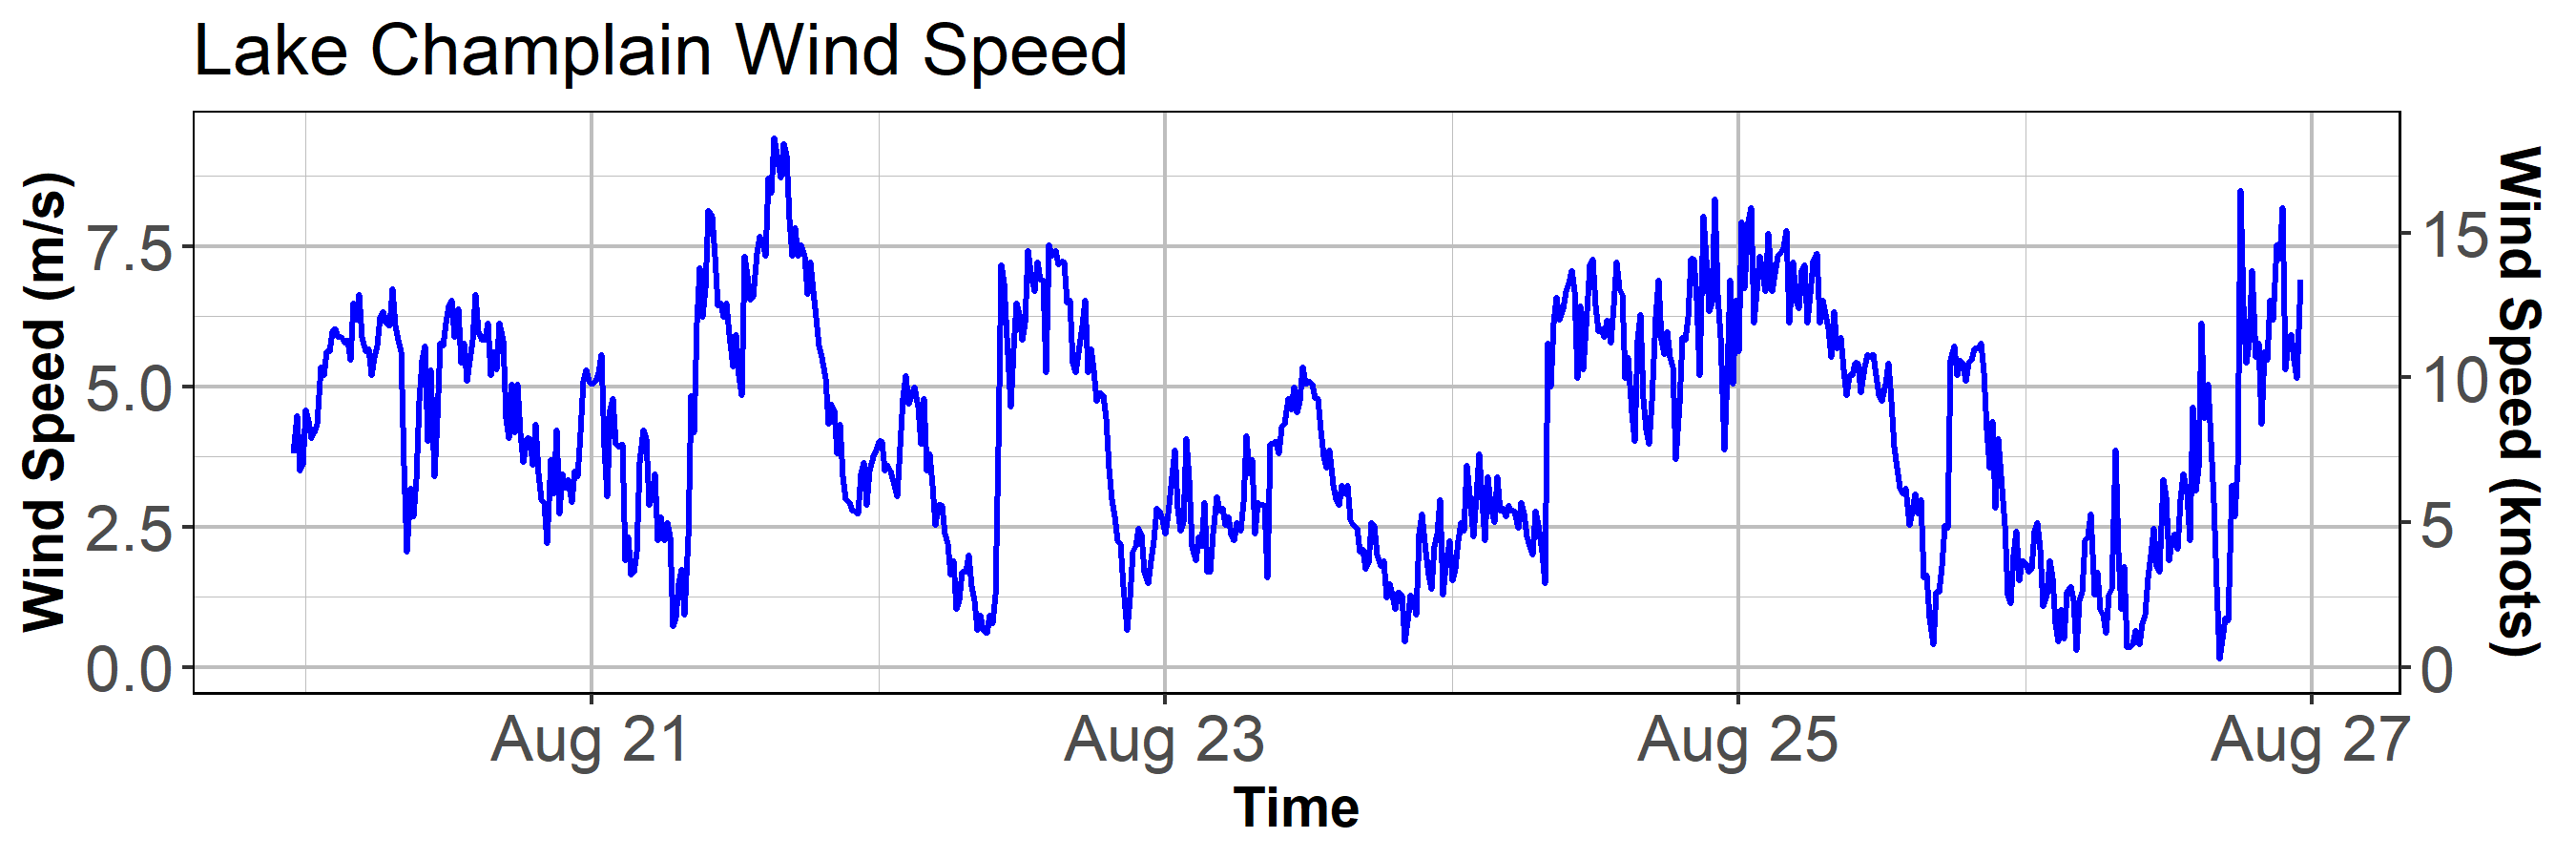 Lake Champlain Wind Speed
Wind Speed (m/s)
7.5
5.0
2.5
0.0
15
10
5
0
Wind Speed (knots)
Aug 21
Aug 23
Aug 25
Aug 27
Time